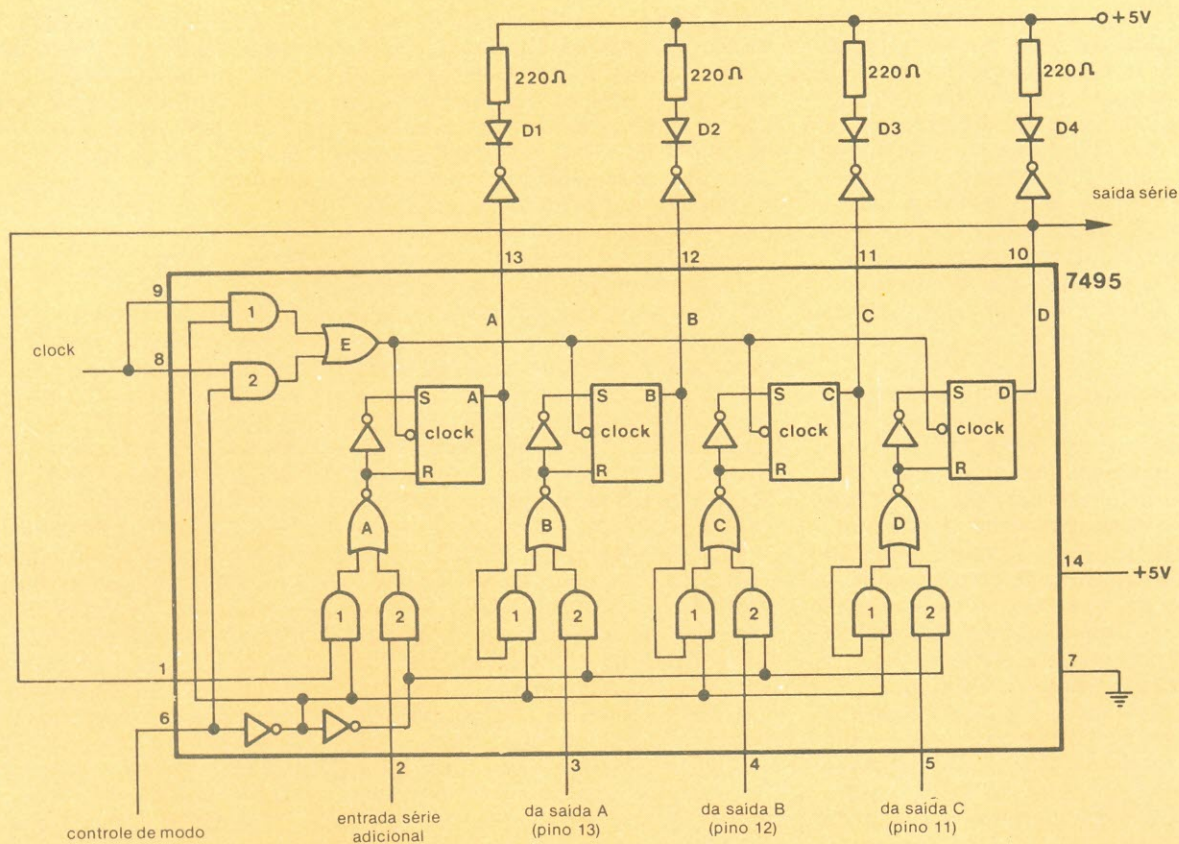 +5V
220Ω
220Ω
220Ω
220Ω
D1
D2
D3
D4
saída série
13
12
11
10
7495
9
1
A
B
C
D
clock
8
2
E
S A
clock
R
S B
clock
R
S C
clock
R
S D
clock
R
A
B
C
D
14
+5V
1
2
1
2
1
2
1
2
1
7
6
2
3
4
5
controle de modo
entrada série
adicional
da saida A
(pino 13)
da saida B
(pino 12)
da saida C
(pino 11)